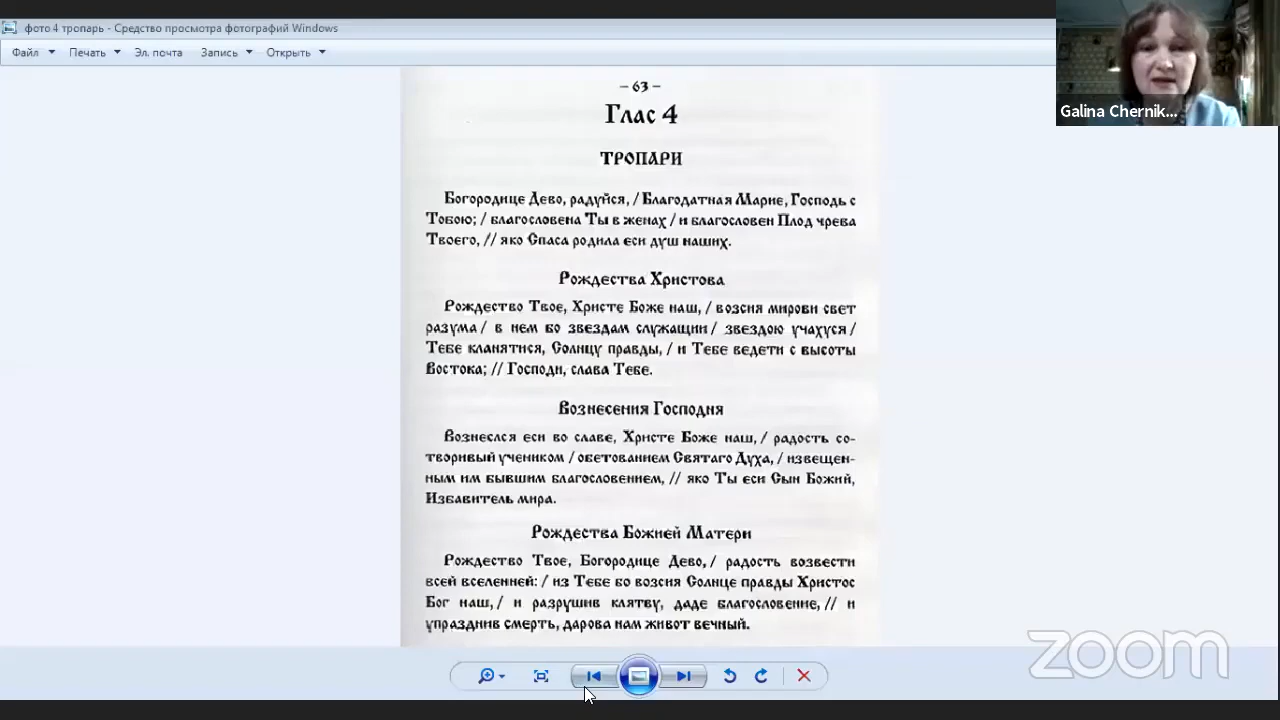 фото 4 тропарь - Средство просмотра фотографий Windows
Файл Печать Эл. почта Запись Открыть
Galina Chernik...
– 63 –
Глас 4
ТРОПАРИ
Богородице Дево, радуйся, / Благодатная Марие, Господь с
Тобою; / благословена Ты в женах / и благословен Плод чрева
Твоего, // яко Спаса родила еси душ наших.
Рождества Христова
Рождество Твое, Христе Боже наш, / возсия мирови свет
разума / в нем бо звездам служащии / звездою учахуся /
Тебе кланятися, Солнцу правды, / и Тебе ведети с высоты
Востока; // Господи, слава Тебе.
Вознесения Господня
Вознеслся еси во славе, Христе Боже наш, / радость со-
творивый учеником / обетованием Святаго Духа, / извещен-
ным им бывшим благословением, // яко Ты еси Сын Божий,
Избавитель мира.
Рождества Божией Матери
Рождество Твое, Богородице Дево, / радость возвести
всей вселенней: / из Тебе бо возсия Солнце правды Христос
Бог наш, / и разрушив клятву, даде благословение, // и
упразднив смерть, дарова нам живот вечный.
zoom